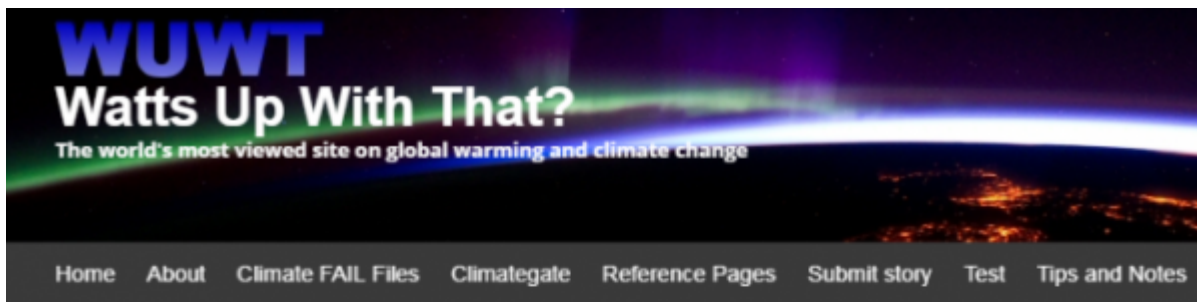 WUWT
Watts Up With That?
The world's most viewed site on global warming and climate change
Home About Climate FAIL Files Climategate Reference Pages Submit story Test Tips and Notes